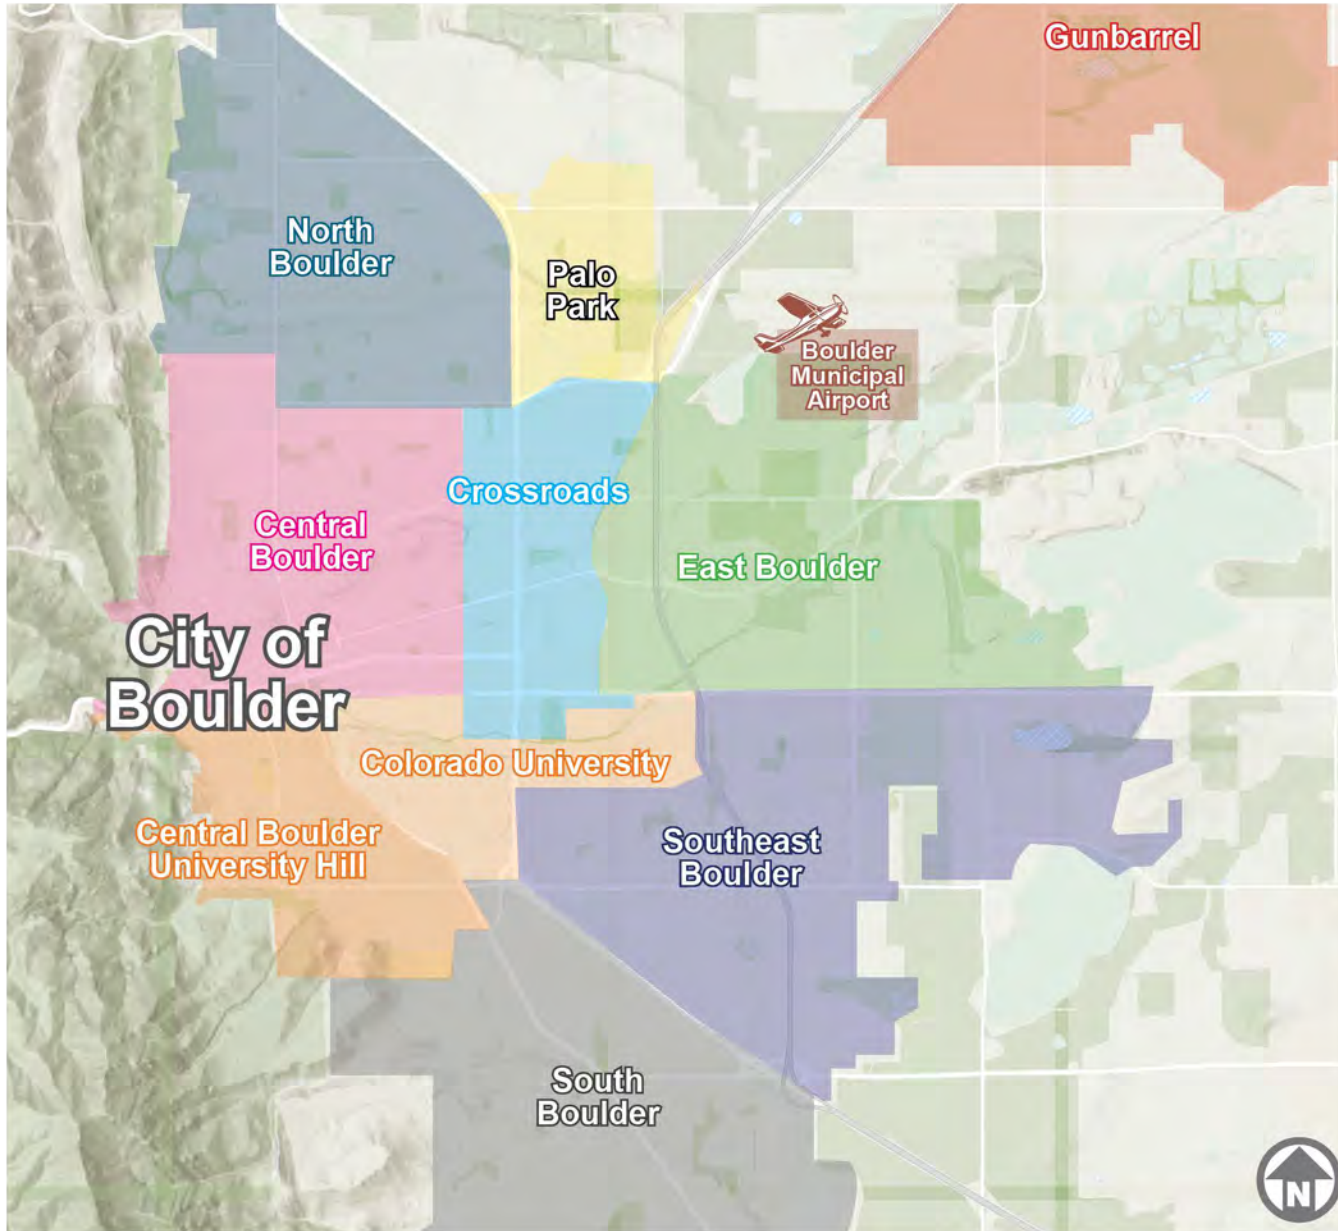 Gunbarrel
North
Boulder
Palo
Park
Boulder
Municipal
Airport
Crossroads
Central
Boulder
East Boulder
City of
Boulder
Colorado University
Central Boulder
University Hill
Southeast
Boulder
South
Boulder
N